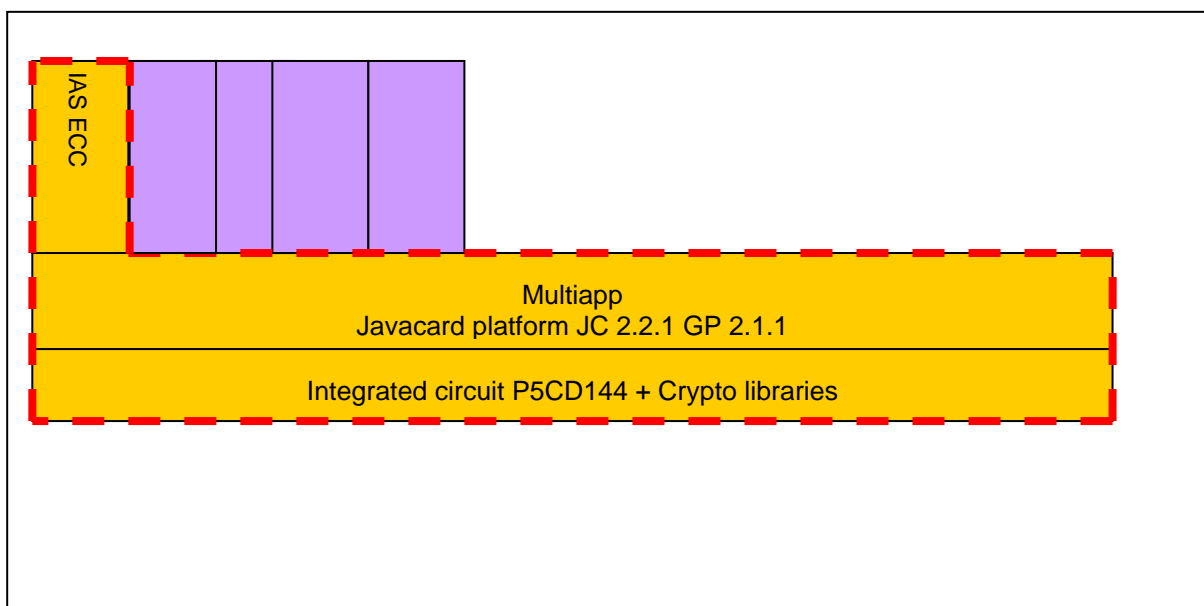 IAS ECC
Multiapp
Javacard platform JC 2.2.1 GP 2.1.1
Integrated circuit P5CD144 + Crypto libraries